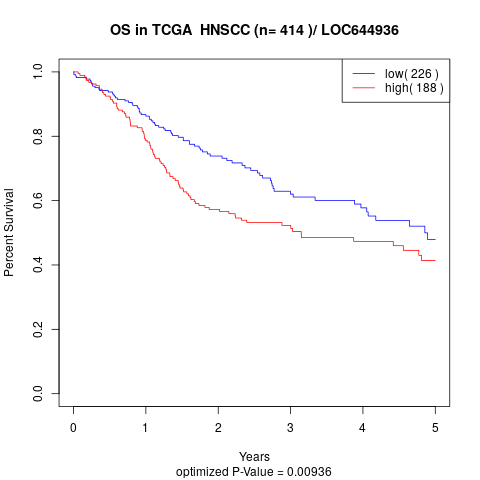 OS in TCGA  HNSCC (n= 414 )/ LOC644936
low( 226 )
high( 188 )
Percent Survival
1.0
0.8
0.6
0.4
0.2
0.0
0 1 2 3 4 5
Years
optimized P-Value = 0.00936